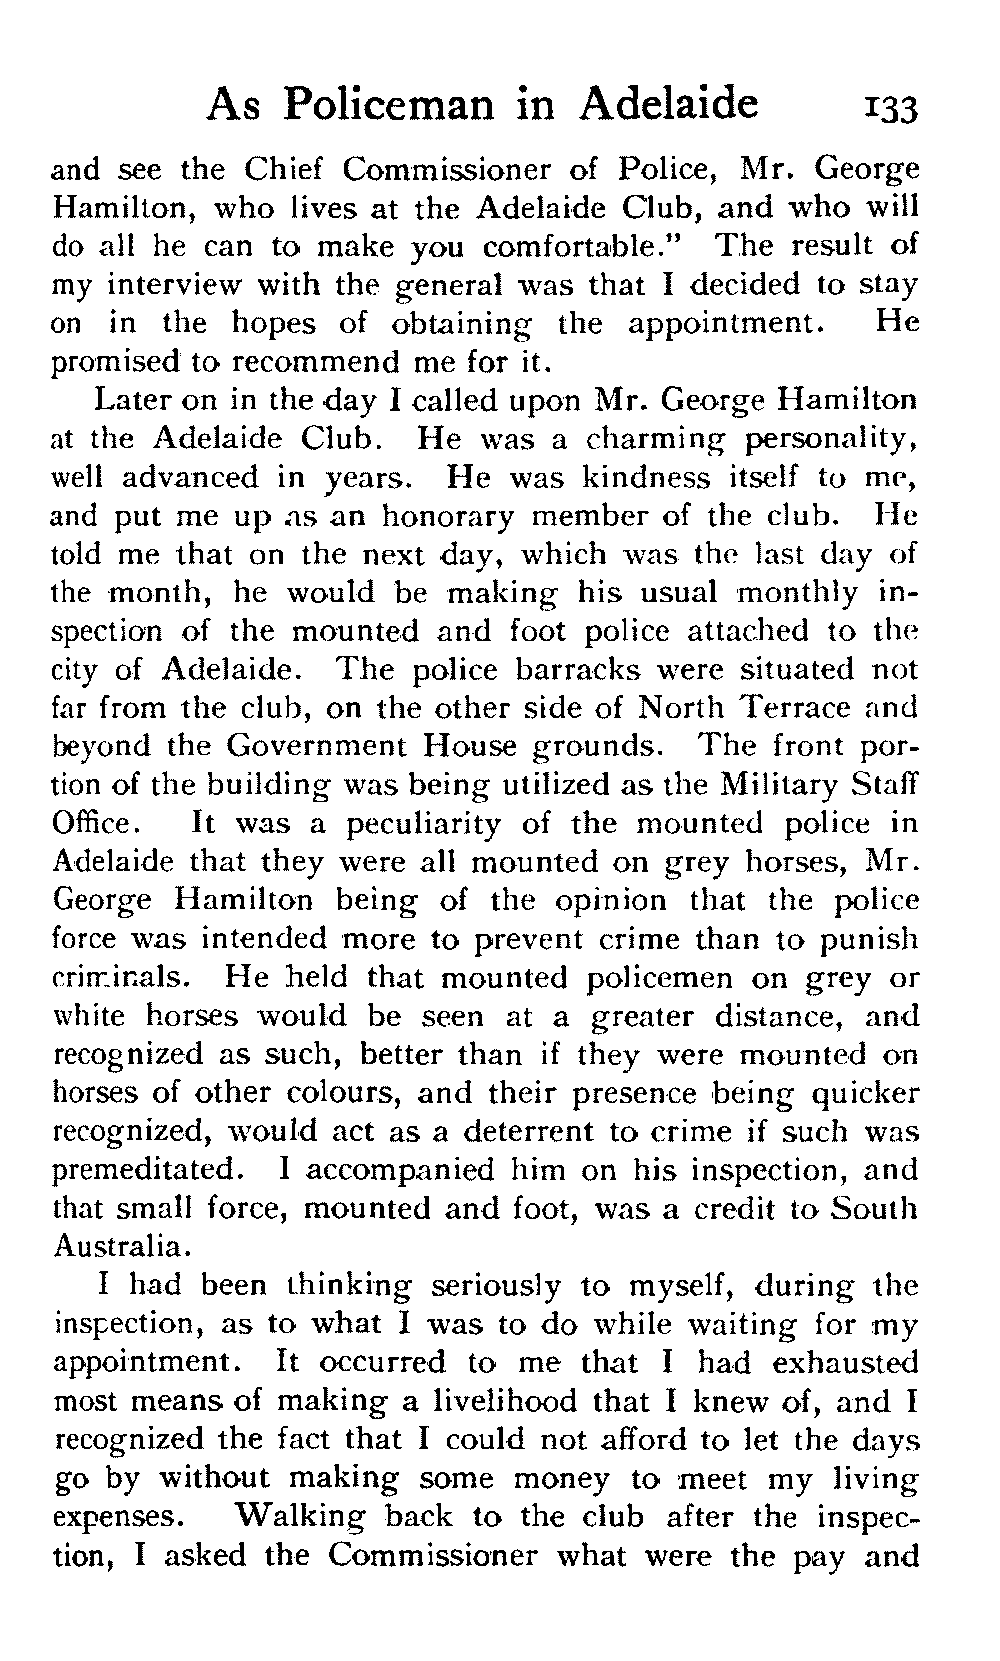 As Policeman in Adelaide 133
and see the Chief Commissioner of Police, Mr. George
Hamilton, who lives at the Adelaide Club, and who will
do all he can to make you comfortable." The result of
my interview with the general was that I decided to stay
on in the hopes of obtaining the appointment. He
promised to recommend me for it.
Later on in the day I called upon Mr. George Hamilton
at the Adelaide Club. He was a charming personality,
well advanced in years. He was kindness itself to me,
and put me up as an honorary member of the club. He
told me that on the next day, which was the last day of
the month, he would be making his usual monthly in-
spection of the mounted and foot police attached to the
city of Adelaide. The police barracks were situated not
far from the club, on the other side of North Terrace and
beyond the Government House grounds. The front por-
tion of the building was being utilized as the Military Staff
Office. It was a peculiarity of the mounted police in
Adelaide that they were all mounted on grey horses, Mr.
George Hamilton being of the opinion that the police
force was intended more to prevent crime than to punish
criminals. He held that mounted policemen on grey or
white horses would be seen at a greater distance, and
recognized as such, better than if they were mounted on
horses of other colours, and their presence being quicker
recognized, would act as a deterrent to crime if such was
premeditated. I accompanied him on his inspection, and
that small force, mounted and foot, was a credit to South
Australia.
I had been thinking seriously to myself, during the
inspection, as to what I was to do while waiting for my
appointment. It occurred to me that I had exhausted
most means of making a livelihood that I knew of, and I
recognized the fact that I could not afford to let the days
go by without making some money to meet my living
expenses. Walking back to the club after the inspec-
tion, I asked the Commissioner what were the pay and